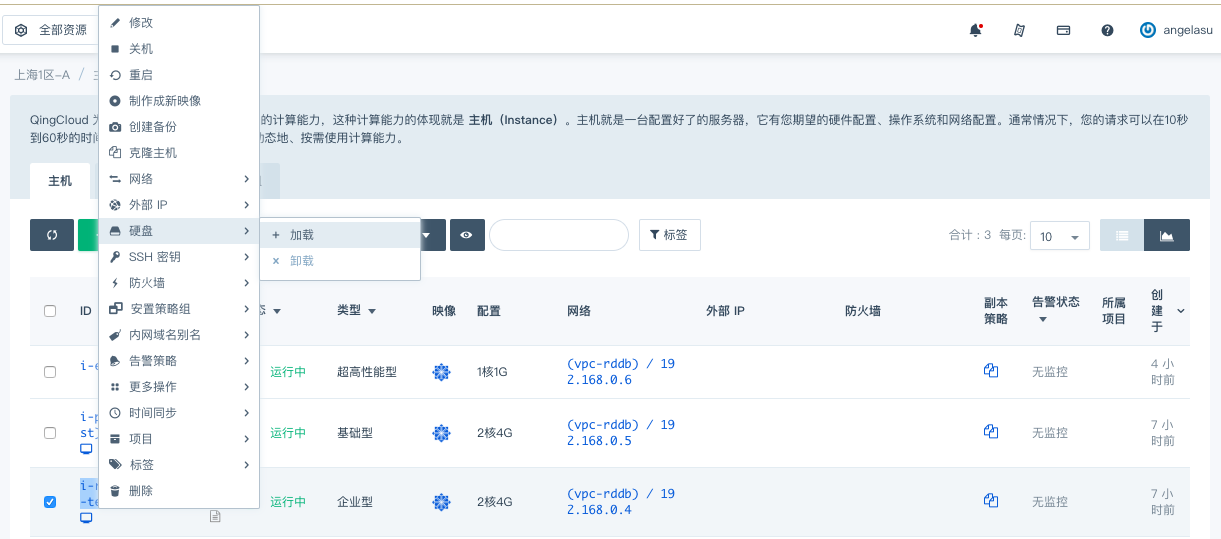 全部资源
angelasu
上海1区-A /
QingCloud
的计算能力，这种计算能力的体现就是 主机（Instance）。主机就是一台配置好了的服务器，它有您期望的硬件配置、操作系统和网络配置。通常情况下，您的请求可以在10秒
到60秒的时
态地、按需使用计算能力。
主机
修改
关机
重启
制作成新映像
创建备份
克隆主机
网络
外部 IP
硬盘
SSH 密钥
防火墙
安置策略组
内网域名别名
告警策略
更多操作
时间同步
项目
标签
删除
加载
卸载
标签
合计：3 每页: 10
ID
态
类型
映像
配置
网络
外部 IP
防火墙
副本
策略
告警状态
所属
项目
创
建
于
运行中
超高性能型
1核1G
(vpc-rddb) / 19
2.168.0.6
无监控
4 小
时前
运行中
基础型
2核4G
(vpc-rddb) / 19
2.168.0.5
无监控
7 小
时前
运行中
企业型
2核4G
(vpc-rddb) / 19
2.168.0.4
无监控
7 小
时前